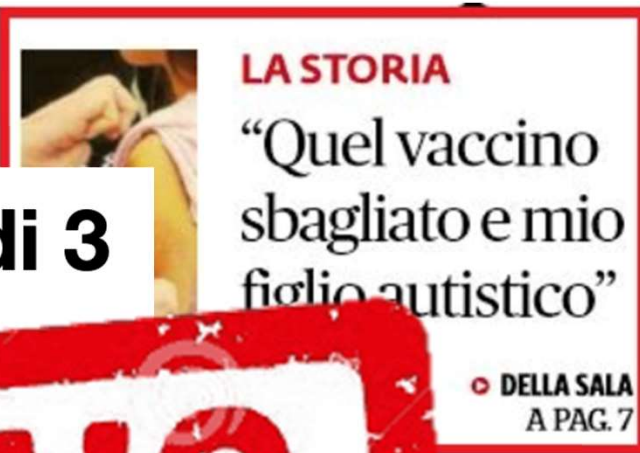 LA STORIA
“Quel vaccino
sbagliato e mio
figlio autistico”
di 3
DELLA SALA
A PAG. 7